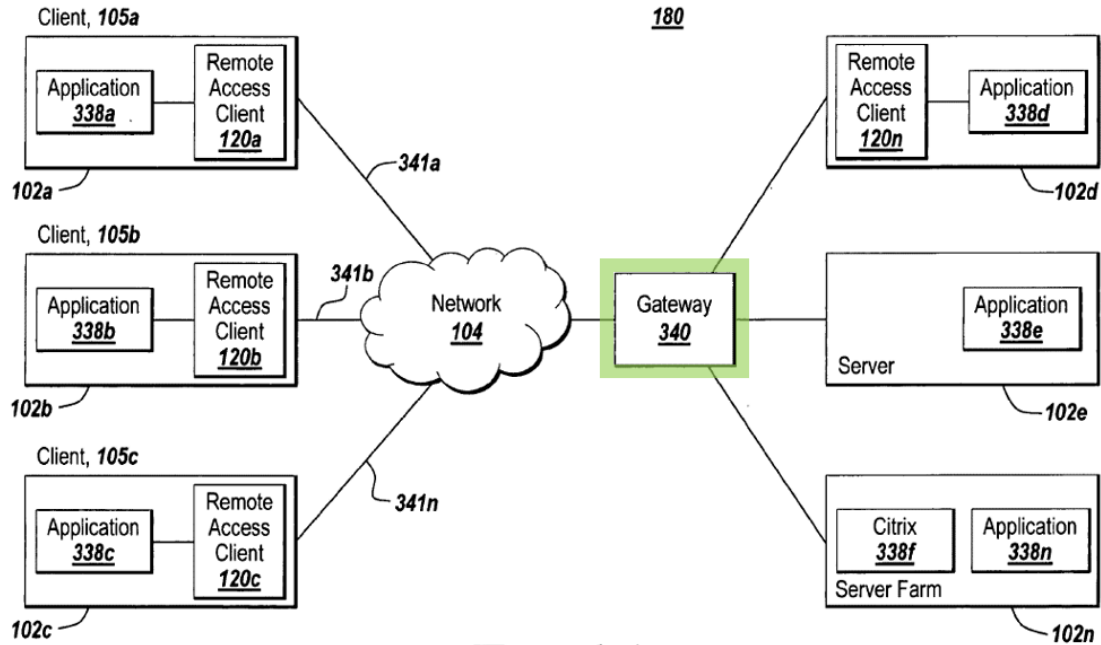 180
Client, 105a
Application
338a
Remote
Access
Client
120a
102a
341a
Client, 105b
Application
338b
Remote
Access
Client
120b
102b
341b
Client, 105c
Application
338c
Remote
Access
Client
120c
102c
341n
Network
104
Gateway
340
Remote
Access
Client
120n
Application
338d
102d
Application
338e
Server
102e
Citrix
338f
Application
338n
Server Farm
102n